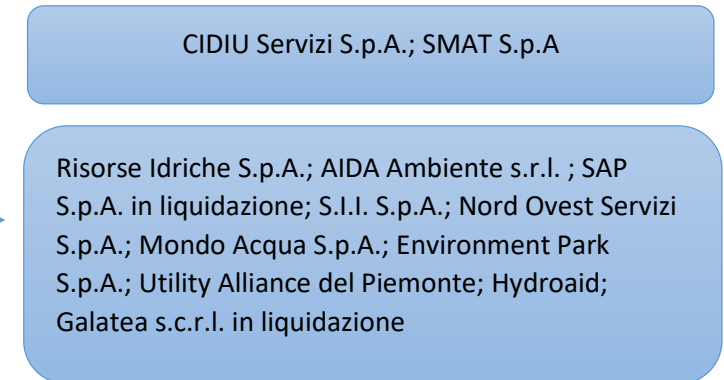 CIDIU Servizi S.p.A.; SMAT S.p.A
Risorse Idriche S.p.A.; AIDA Ambiente s.r.l. ; SAP
S.p.A. in liquidazione; S.I.I. S.p.A.; Nord Ovest Servizi
S.p.A.; Mondo Acqua S.p.A.; Environment Park
S.p.A.; Utility Alliance del Piemonte; Hydroaid;
Galatea s.c.r.l. in liquidazione